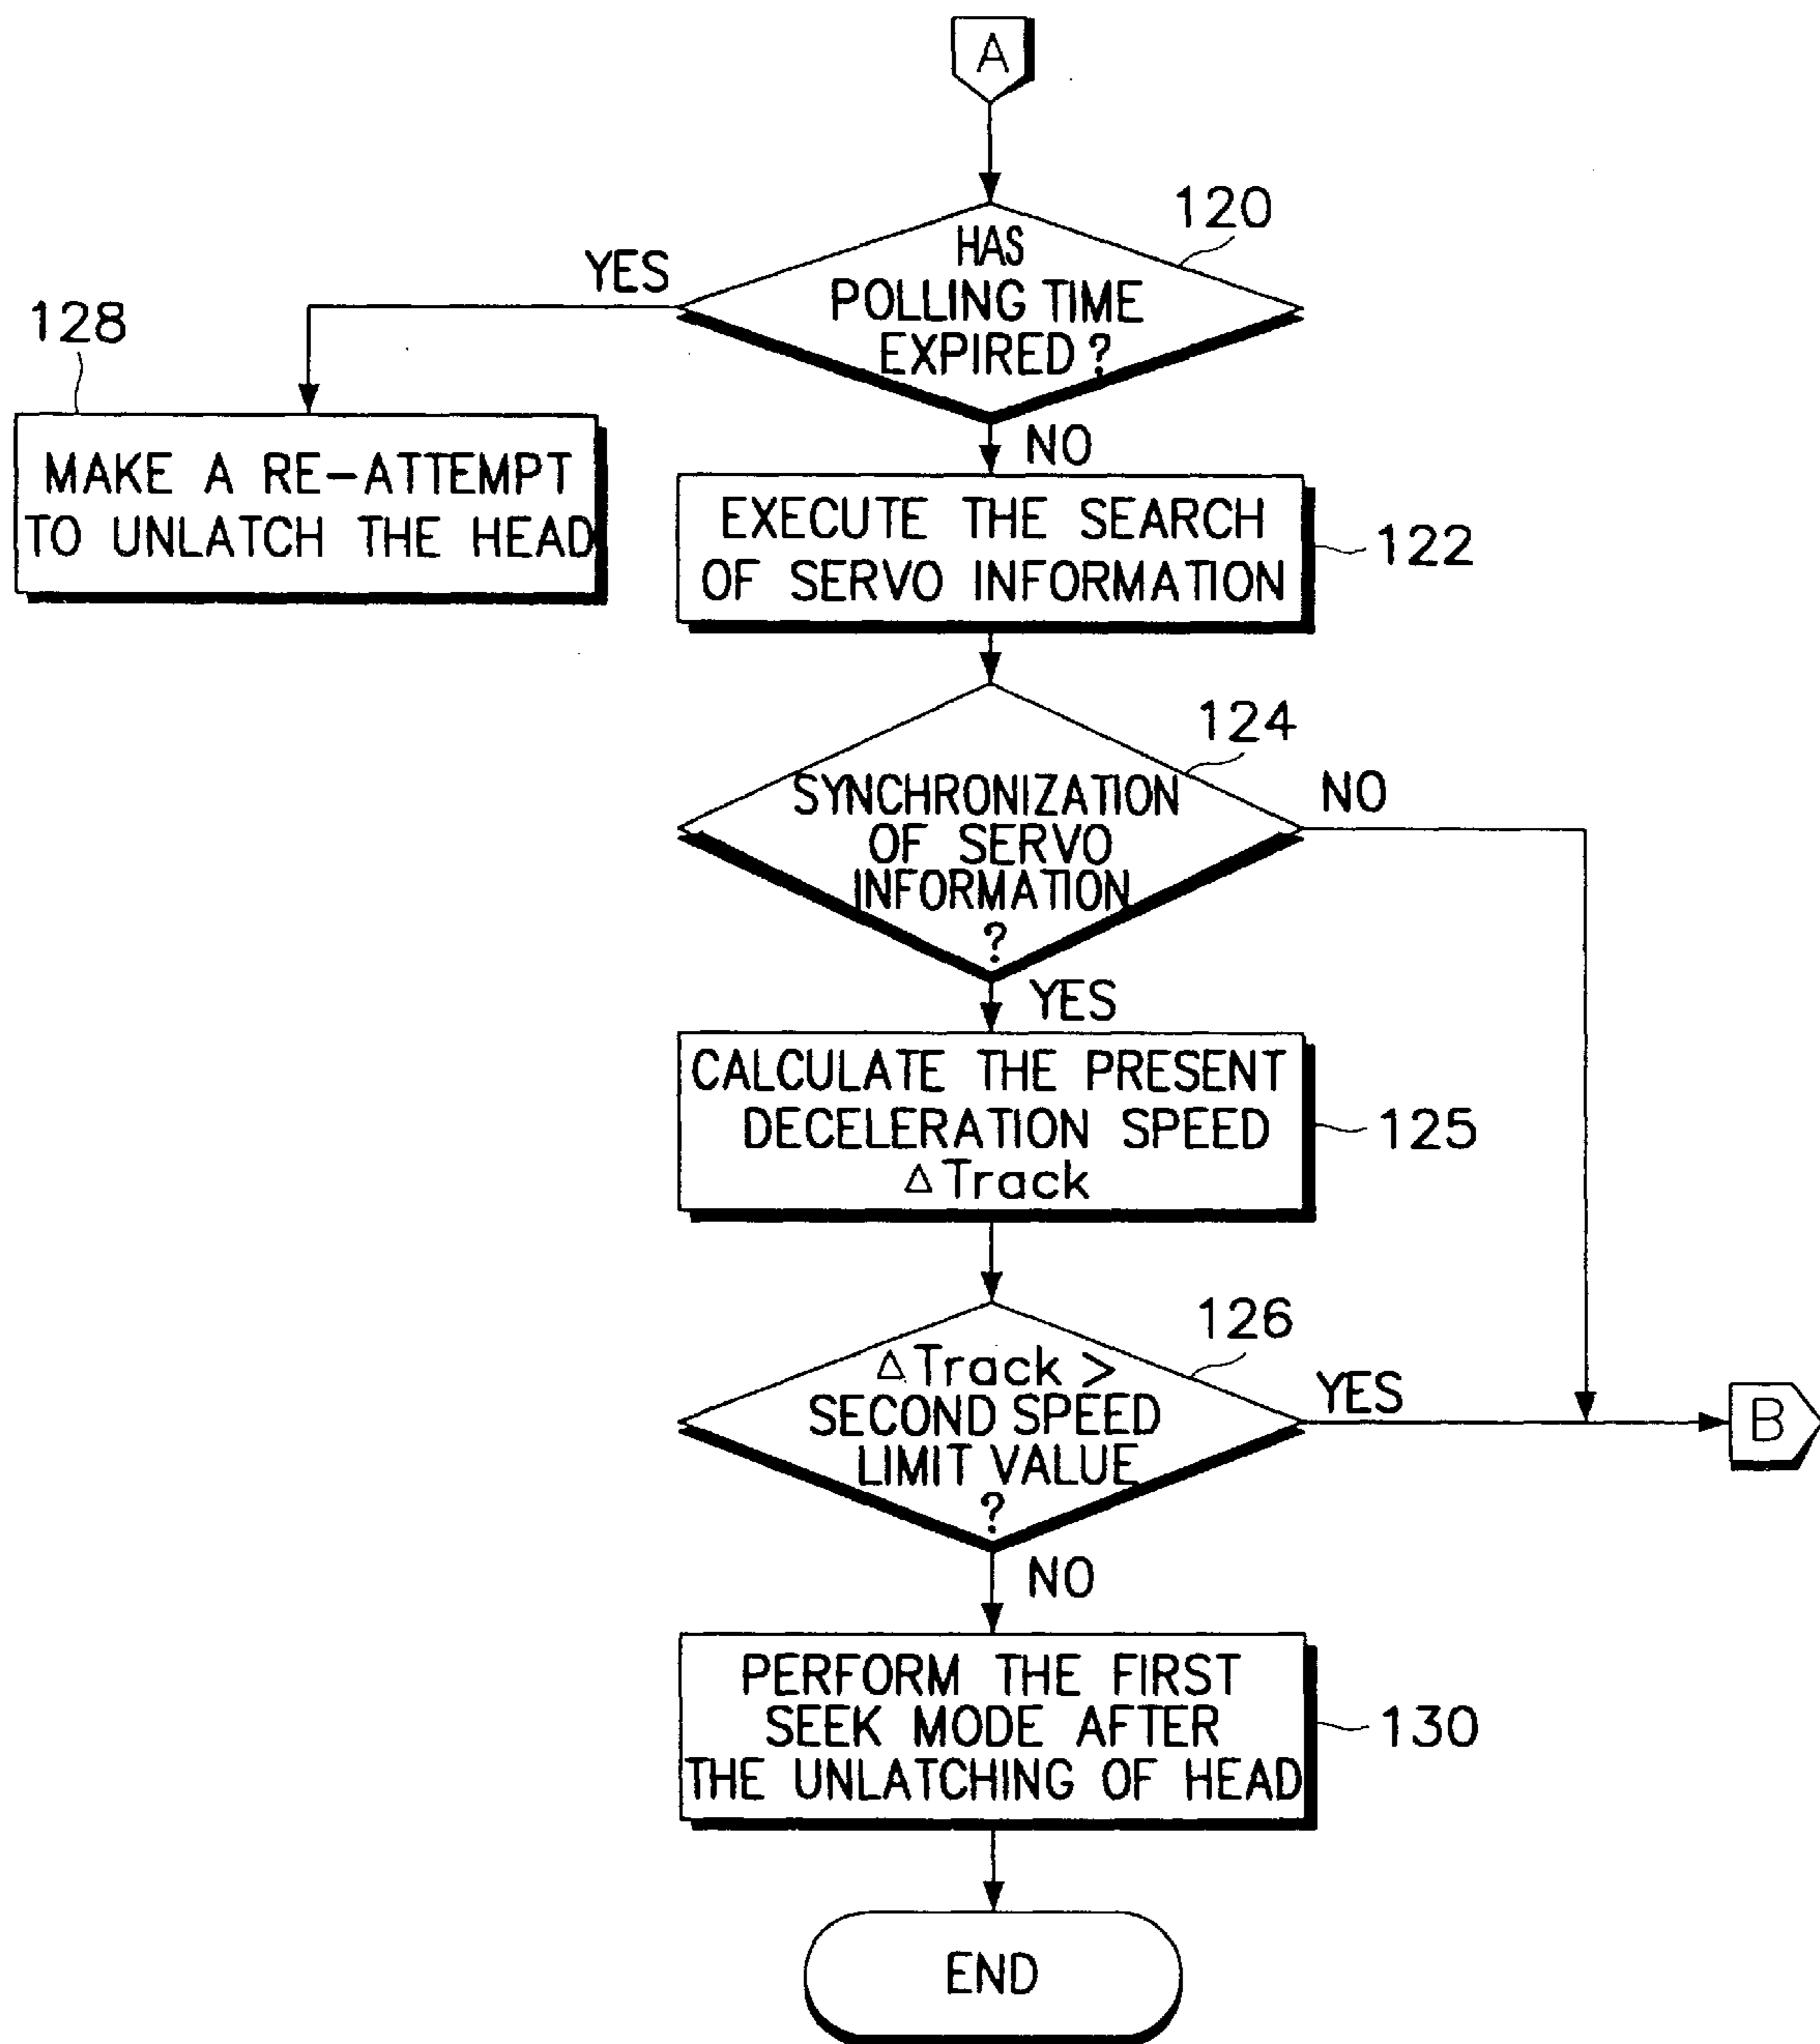 A
120
HAS
POLLING TIME
EXPIRED?
YES
128
MAKE A RE-ATTEMPT
TO UNLATCH THE HEAD
NO
EXECUTE THE SEARCH
OF SERVO INFORMATION
122
124
SYNCHRONIZATION
OF SERVO
INFORMATION
?
NO
YES
CALCULATE THE PRESENT
DECELERATION SPEED
△Track
125
126
△Track >
SECOND SPEED
LIMIT VALUE
?
YES
B
NO
PERFORM THE FIRST
SEEK MODE AFTER
THE UNLATCHING OF HEAD
130
END